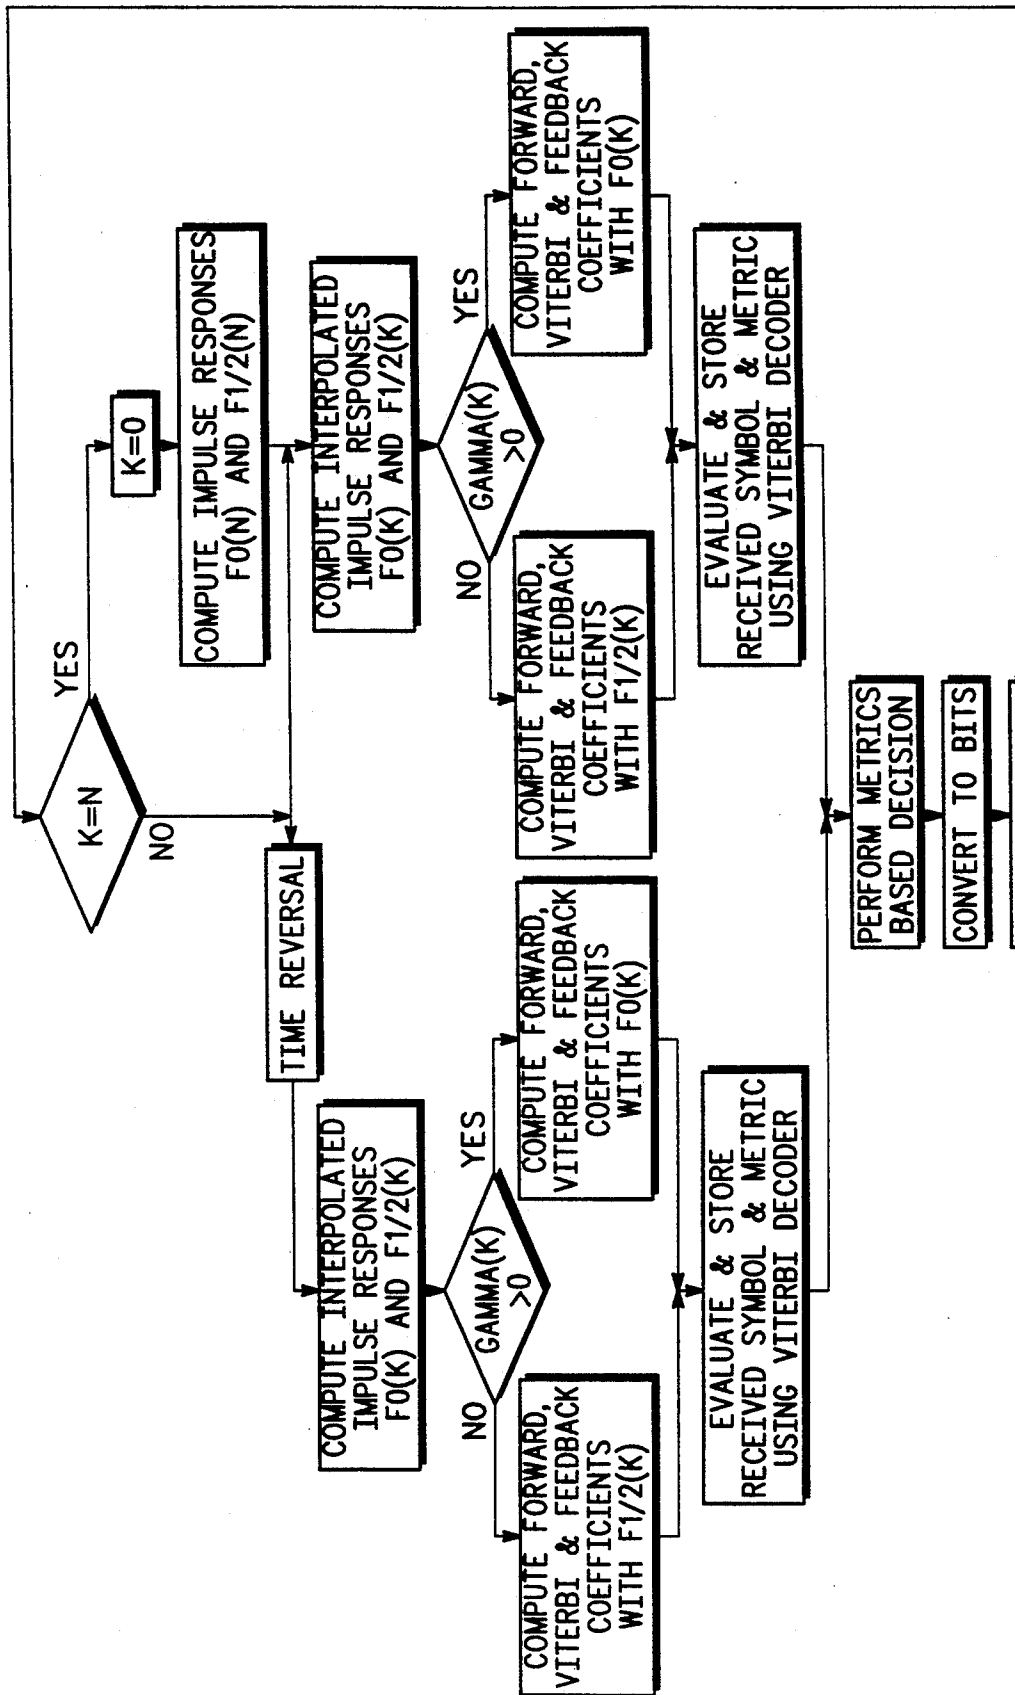 K=N
YES
NO
K=0
COMPUTE IMPULSE RESPONSES
F0(N) AND F1/2(N)
TIME REVERSAL
COMPUTE INTERPOLATED
IMPULSE RESPONSES
F0(K) AND F1/2(K)
COMPUTE INTERPOLATED
IMPULSE RESPONSES
F0(K) AND F1/2(K)
GAMMA(K)
>0
NO
YES
GAMMA(K)
>0
NO
YES
COMPUTE FORWARD,
VITERBI & FEEDBACK
COEFFICIENTS
WITH F1/2(K)
COMPUTE FORWARD,
VITERBI & FEEDBACK
COEFFICIENTS
WITH F0(K)
COMPUTE FORWARD,
VITERBI & FEEDBACK
COEFFICIENTS
WITH F1/2(K)
COMPUTE FORWARD,
VITERBI & FEEDBACK
COEFFICIENTS
WITH F0(K)
EVALUATE & STORE
RECEIVED SYMBOL & METRIC
USING VITERBI DECODER
EVALUATE & STORE
RECEIVED SYMBOL & METRIC
USING VITERBI DECODER
PERFORM METRICS
BASED DECISION
CONVERT TO BITS